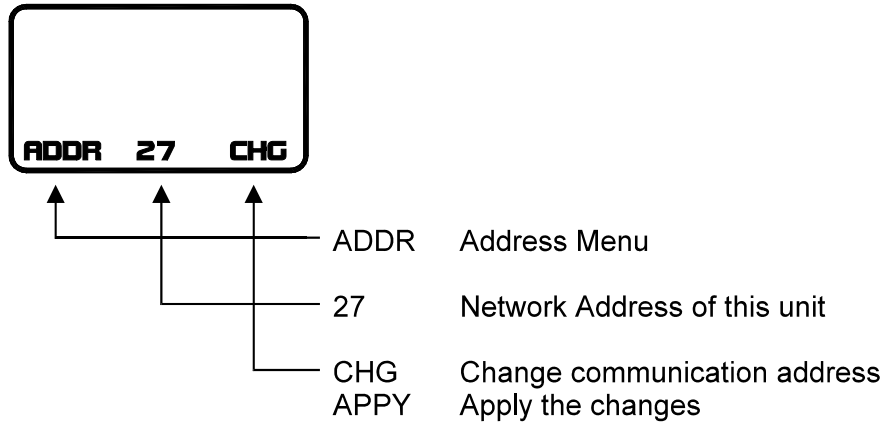 ADDR 27 CHG
ADDR Address Menu
27 Network Address of this unit
CHG Change communication address
APPY Apply the changes